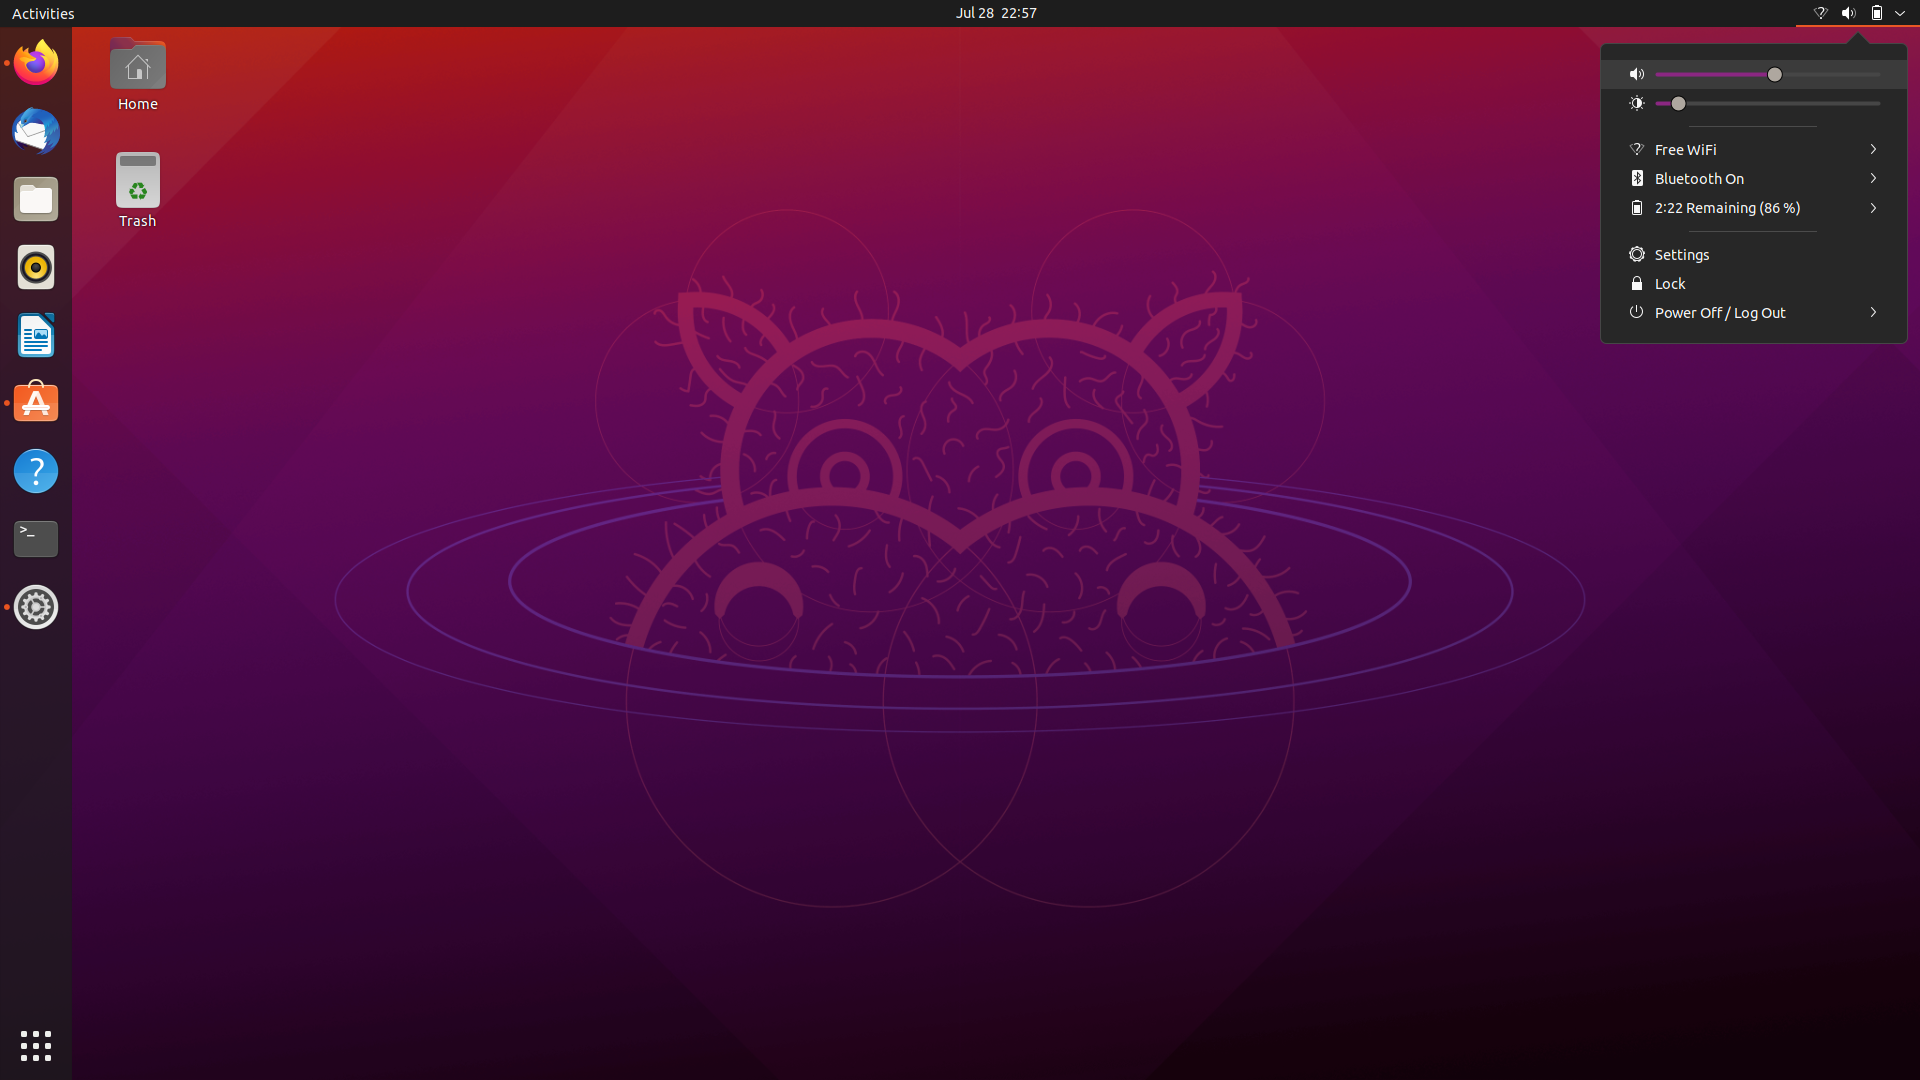 Activities
Jul 28 22:57
Home
Trash
Free WiFi
Bluetooth On
2:22 Remaining (86 %)
Settings
Lock
Power Off / Log Out
?
>_